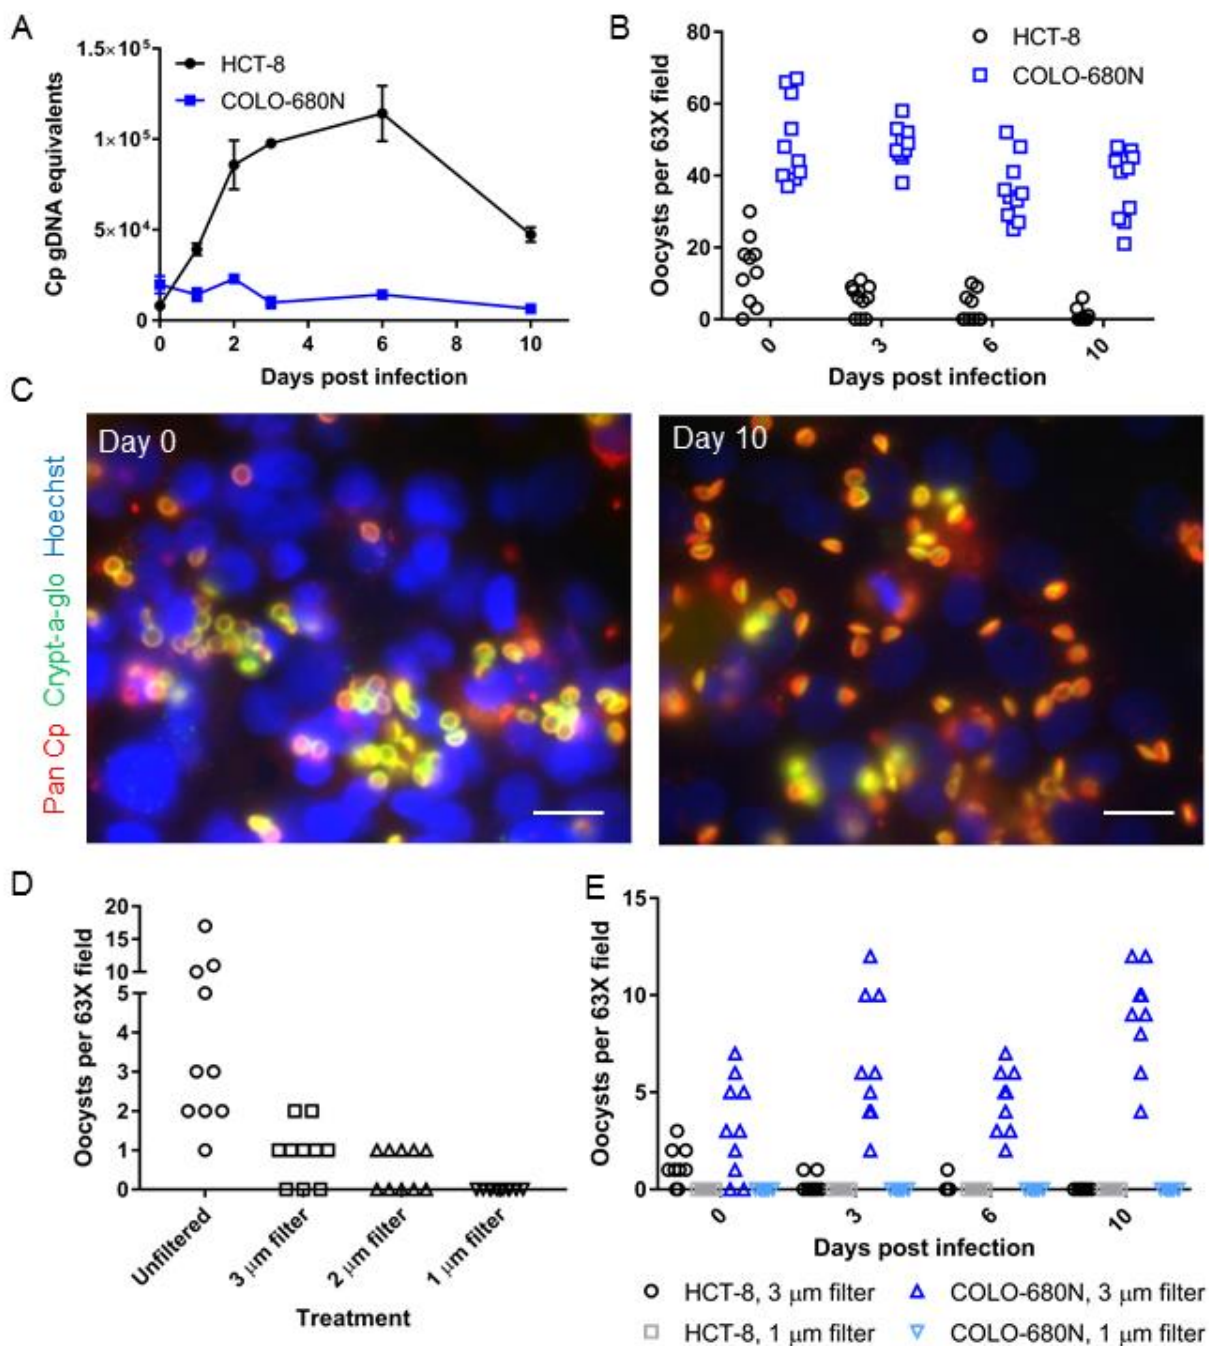 A
1.5×10⁵
1×10⁵
5×10⁴
0
Cp gDNA equivalents
HCT-8
COLO-680N
0 2 4 6 8 10
Days post infection
B
80
60
40
20
0
Oocysts per 63X field
HCT-8
COLO-680N
0 3 6 10
Days post infection
C
Pan Cp Crypt-a-glo Hoechst
Day 0
Day 10
D
20
15
10
5
4
3
2
1
0
Oocysts per 63X field
Unfiltered 3 μm filter 2 μm filter 1 μm filter
Treatment
E
15
10
5
0
Oocysts per 63X field
0 3 6 10
Days post infection
HCT-8, 3 μm filter COLO-680N, 3 μm filter
HCT-8, 1 μm filter COLO-680N, 1 μm filter